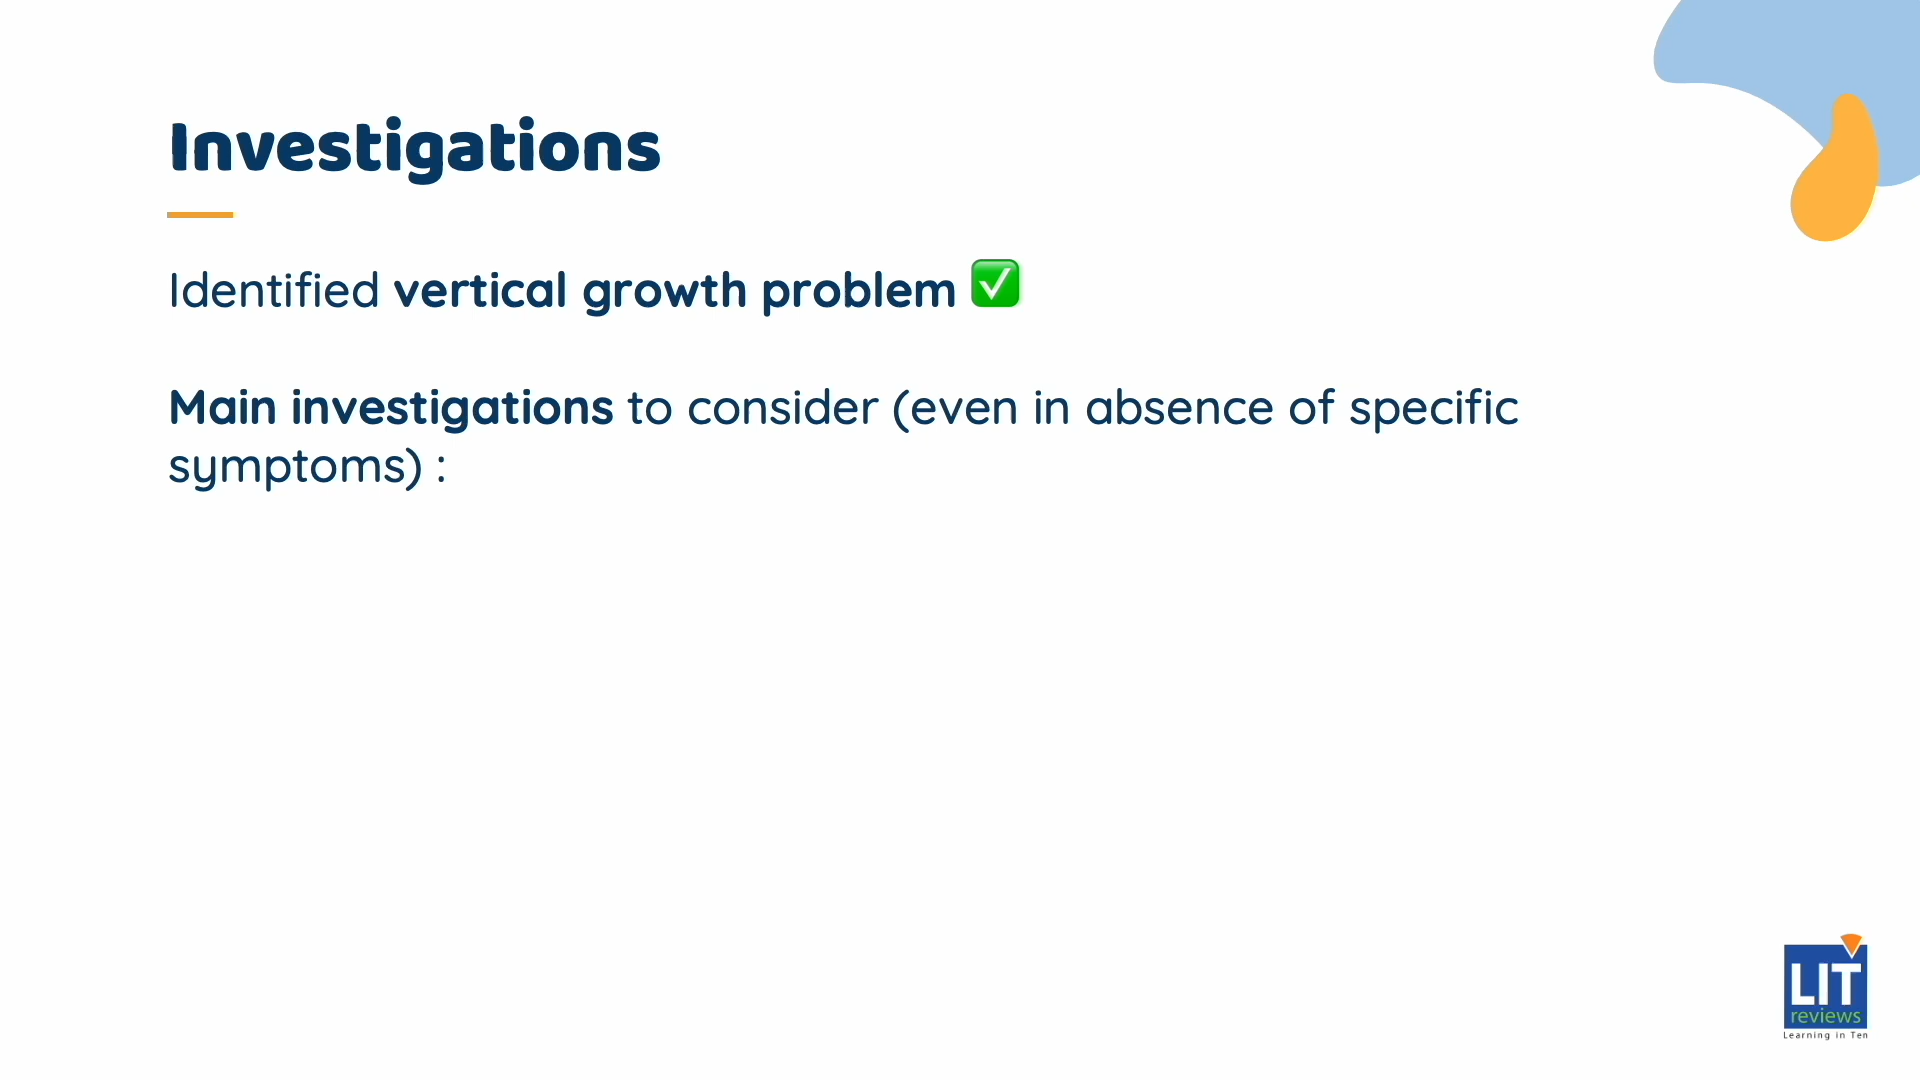 Investigations
Identified vertical growth problem ✅
Main investigations to consider (even in absence of specific
symptoms) :
LIT
reviews
Learning in Ten